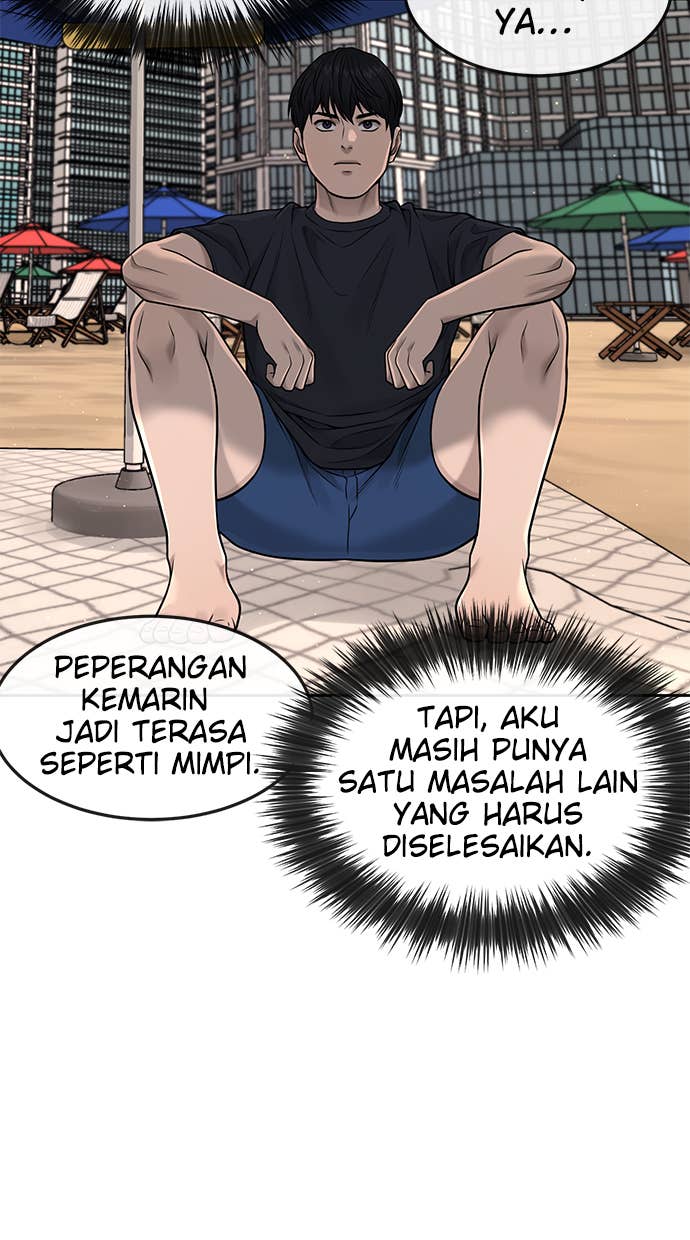 YA...
PEPERANGAN
KEMARIN
JADI TERASA
SEPERTI MIMPI.
TAPI, AKU
MASIH PUNYA
SATU MASALAH LAIN
YANG HARUS
DISELESAIKAN.